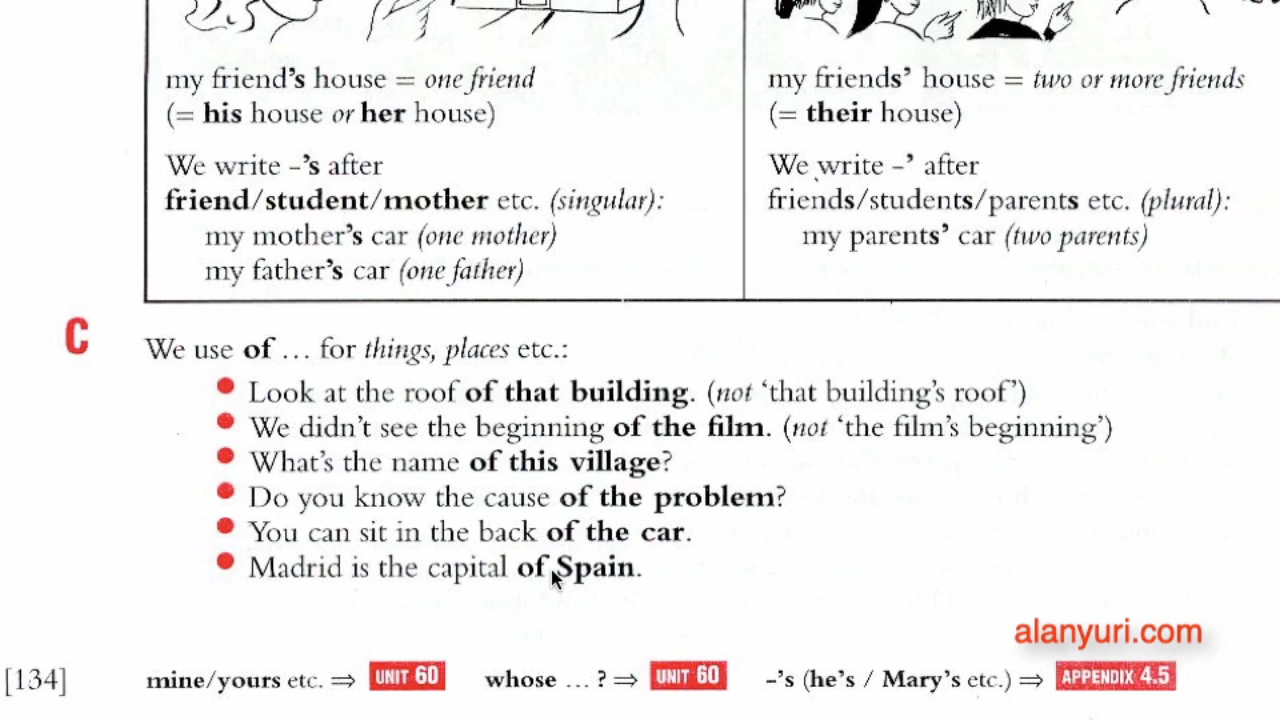 my friend's house = one friend
(= his house or her house)
We write –'s after
friend/student/mother etc. (singular):
my mother's car (one mother)
my father's car (one father)
my friends' house = two or more friends
(= their house)
We write –' after
friends/students/parents etc. (plural):
my parents' car (two parents)
C
We use of … for things, places etc.:
Look at the roof of that building. (not 'that building's roof')
We didn't see the beginning of the film. (not 'the film's beginning')
What's the name of this village?
Do you know the cause of the problem?
You can sit in the back of the car.
Madrid is the capital of Spain.
alanyuri.com
[134] mine/yours etc. ⇒ UNIT 60 whose … ? ⇒ UNIT 60 -'s (he's / Mary's etc.) ⇒ APPENDIX 4.5